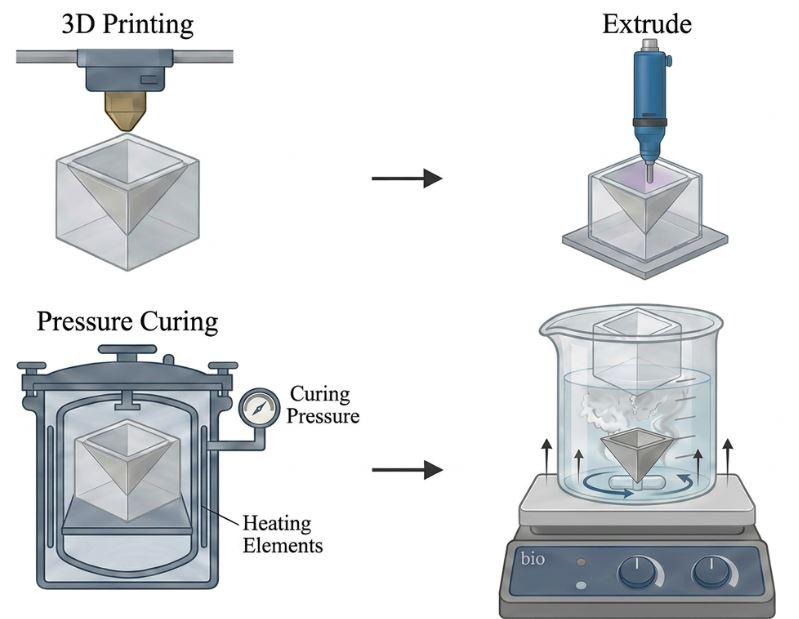 3D Printing
Extrude
Pressure Curing
Curing
Pressure
Heating
Elements
bio